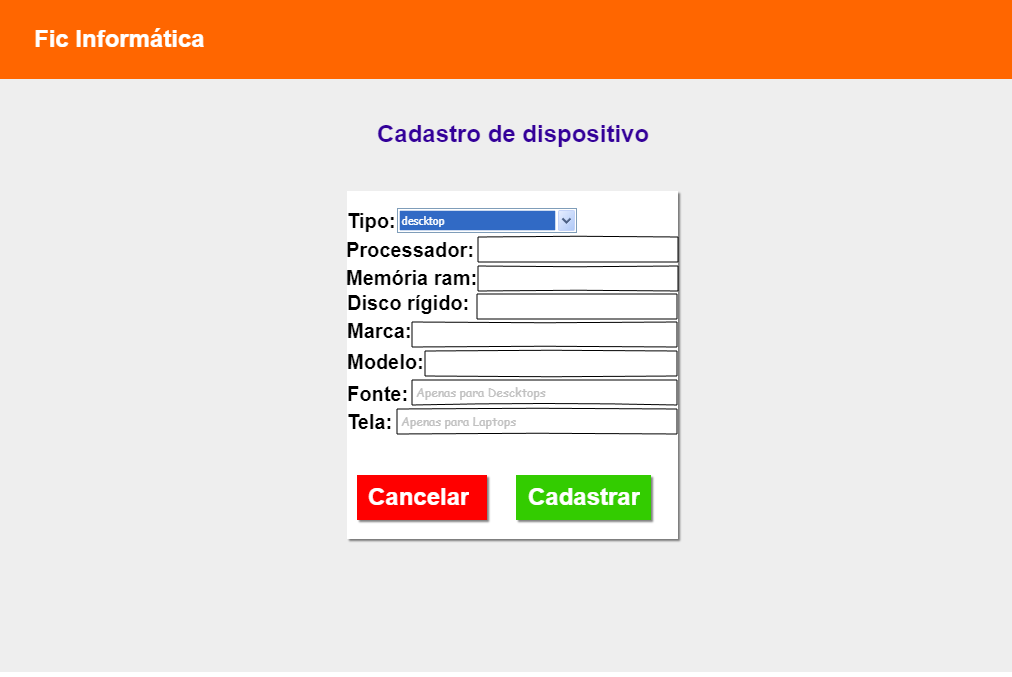 Fic Informática
Cadastro de dispositivo
Tipo: descktop
Processador:
Memória ram:
Disco rígido:
Marca:
Modelo:
Fonte: Apenas para Descktops
Tela: Apenas para Laptops
Cancelar Cadastrar